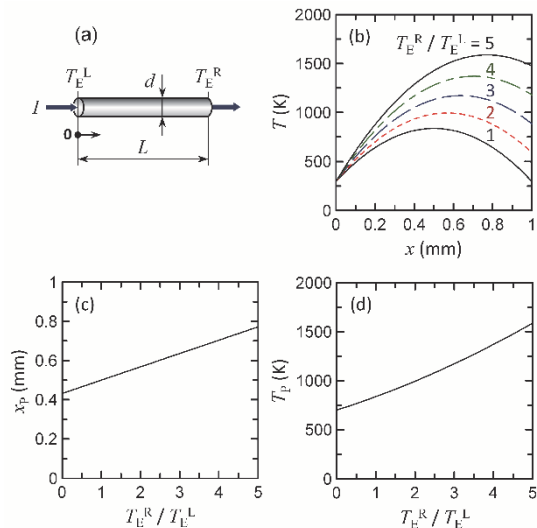 (a)
T_E^L
d
T_E^R
I
0
L
(b)
T_E^R / T_E^L = 5
4
3
2
1
T (K)
2000
1500
1000
500
0
0 0.2 0.4 0.6 0.8 1
x (mm)
(c)
x_P (mm)
1
0.8
0.6
0.4
0.2
0
0 1 2 3 4 5
T_E^R / T_E^L
(d)
T_P (K)
2000
1500
1000
500
0
0 1 2 3 4 5
T_E^R / T_E^L